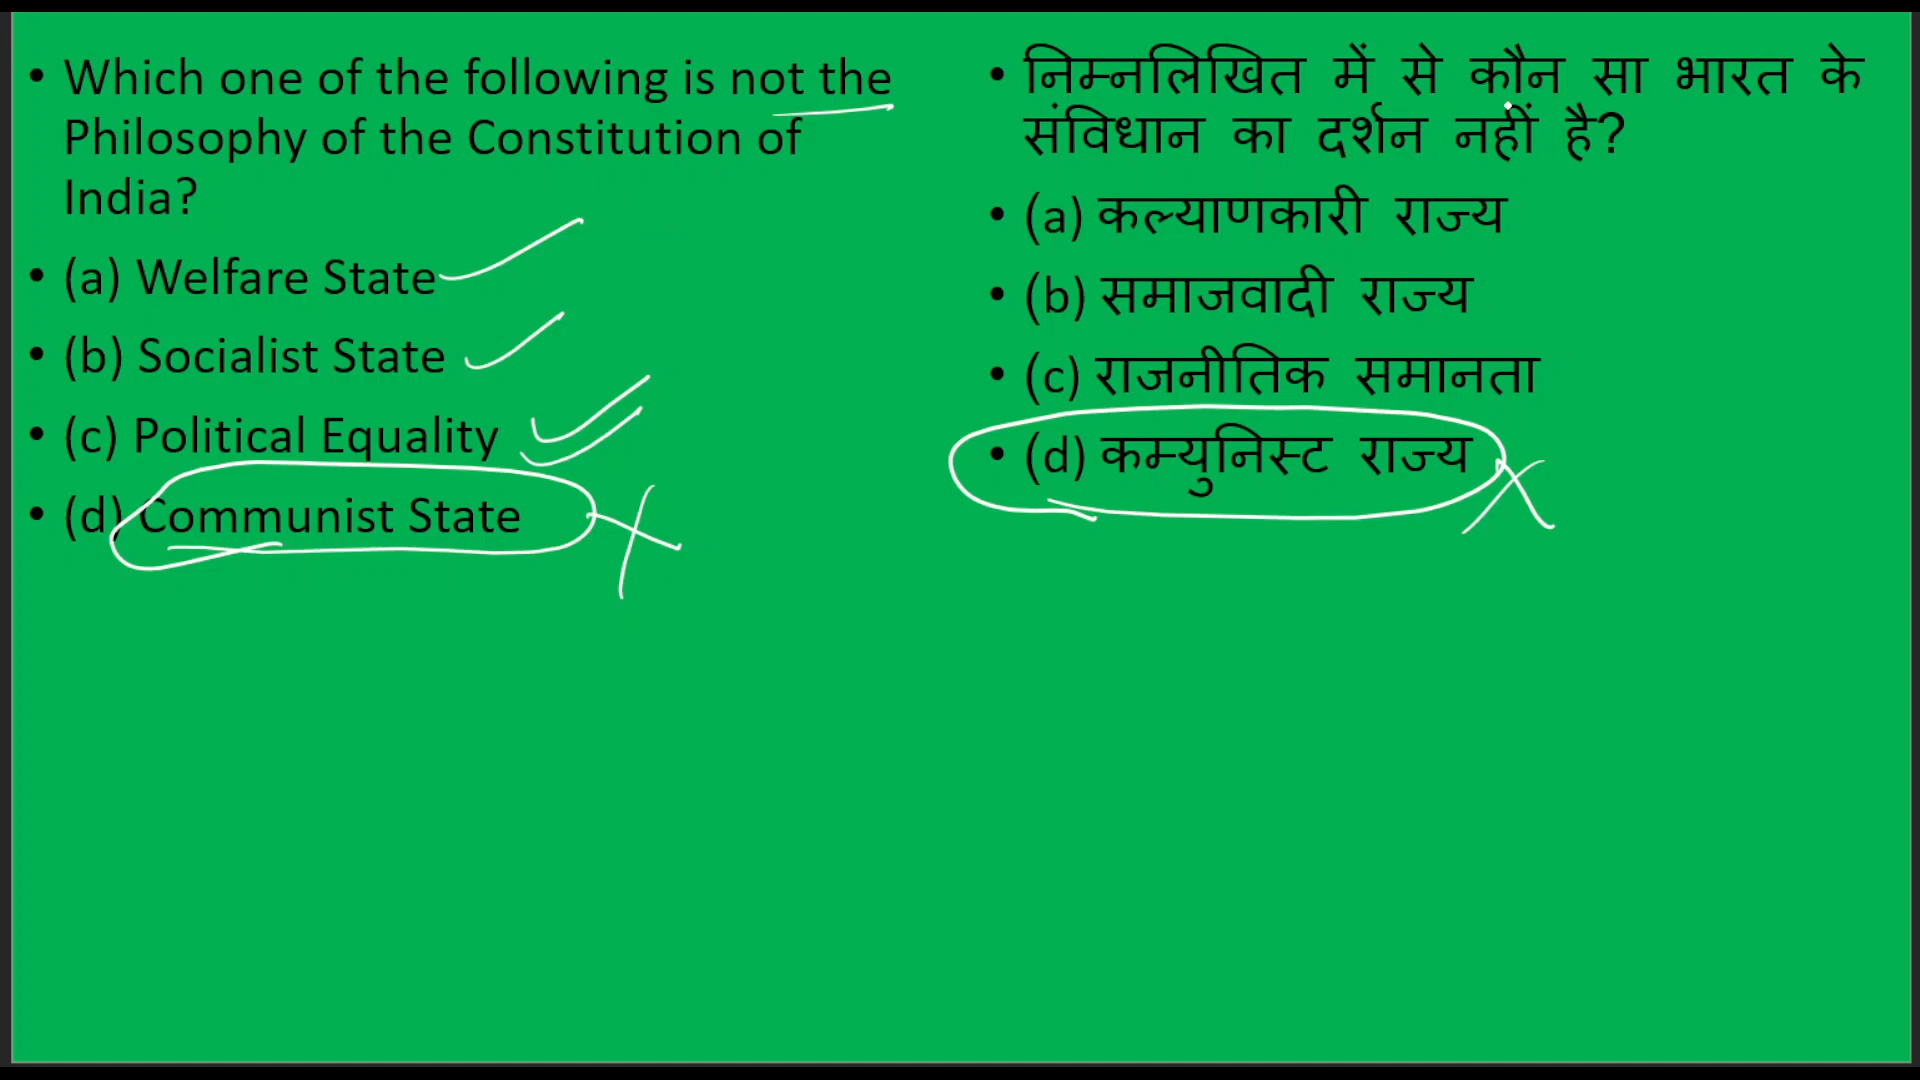 • Which one of the following is not the
Philosophy of the Constitution of
India?
• (a) Welfare State
• (b) Socialist State
• (c) Political Equality
• (d) Communist State
• निम्नलिखित में से कौन सा भारत के
संविधान का दर्शन नहीं है?
• (a) कल्याणकारी राज्य
• (b) समाजवादी राज्य
• (c) राजनीतिक समानता
• (d) कम्युनिस्ट राज्य